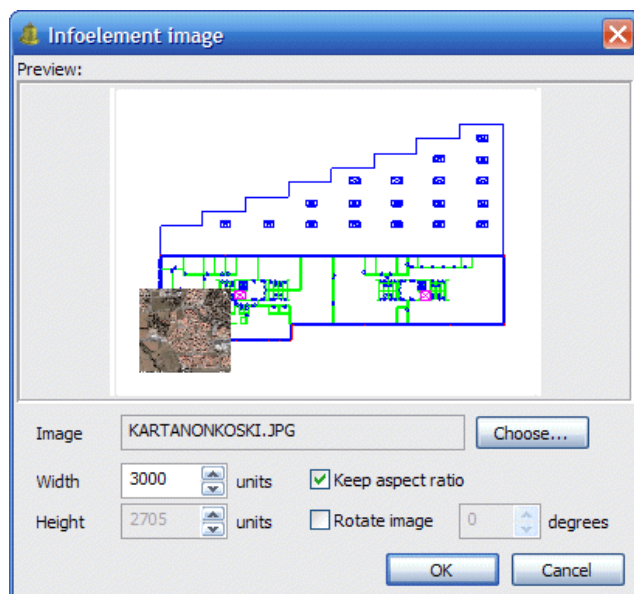 Infoelement image
Preview:
Image KARTANONKOSKI.JPG Choose...
Width 3000 units Keep aspect ratio
Height 2705 units Rotate image 0 degrees
OK Cancel